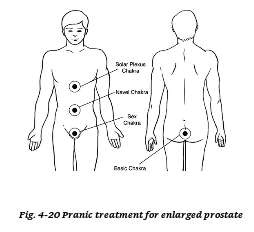 Solar Plexus
Chakra
Navel Chakra
Sex
Chakra
Basic Chakra
Fig. 4-20 Pranic treatment for enlarged prostate